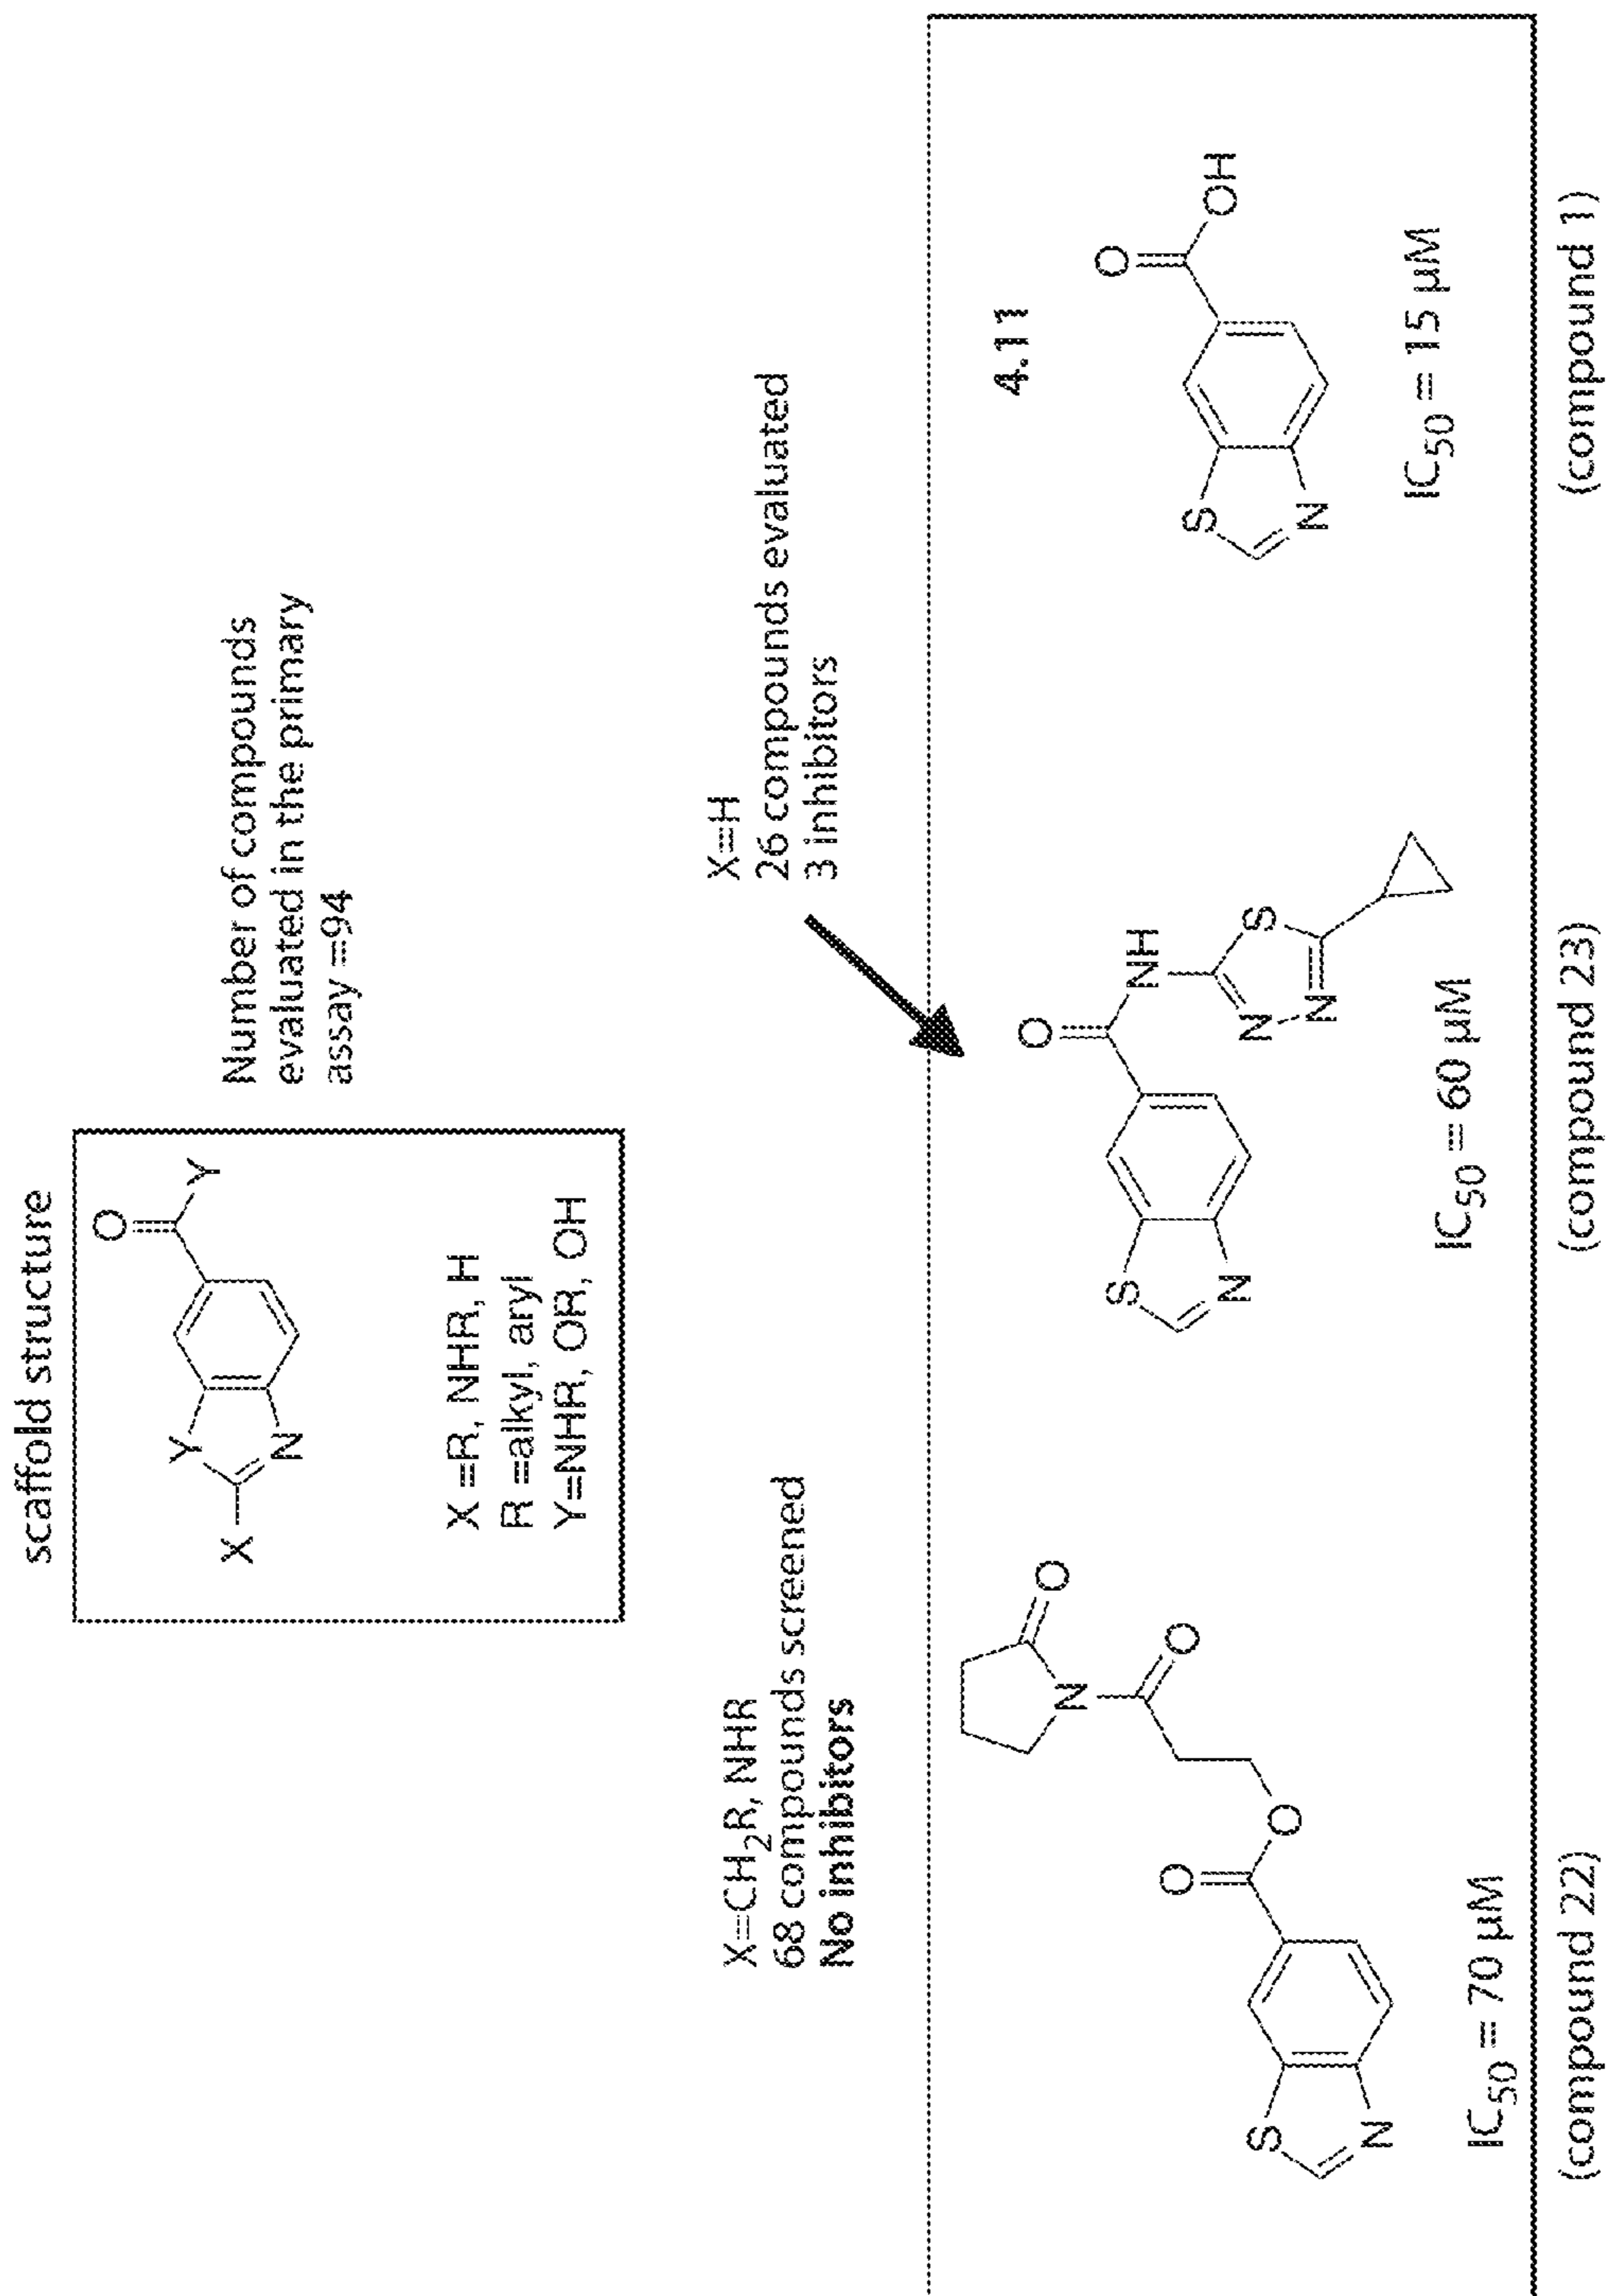 scaffold structure
O
Y
Y
X
N
X =R, NHR, H
R =alkyl, aryl
Y=NHR, OR, OH
Number of compounds
evaluated in the primary
assay =94
X=CH2R, NHR
68 compounds screened
No inhibitors
X=H
26 compounds evaluated
3 inhibitors
O
N
O
O
O
S
N
IC50 = 70 µM
(compound 22)
O
NH
S
N
N
S
N
IC50 = 60 µM
(compound 23)
4.11
O
OH
S
N
IC50 = 15 µM
(compound 1)